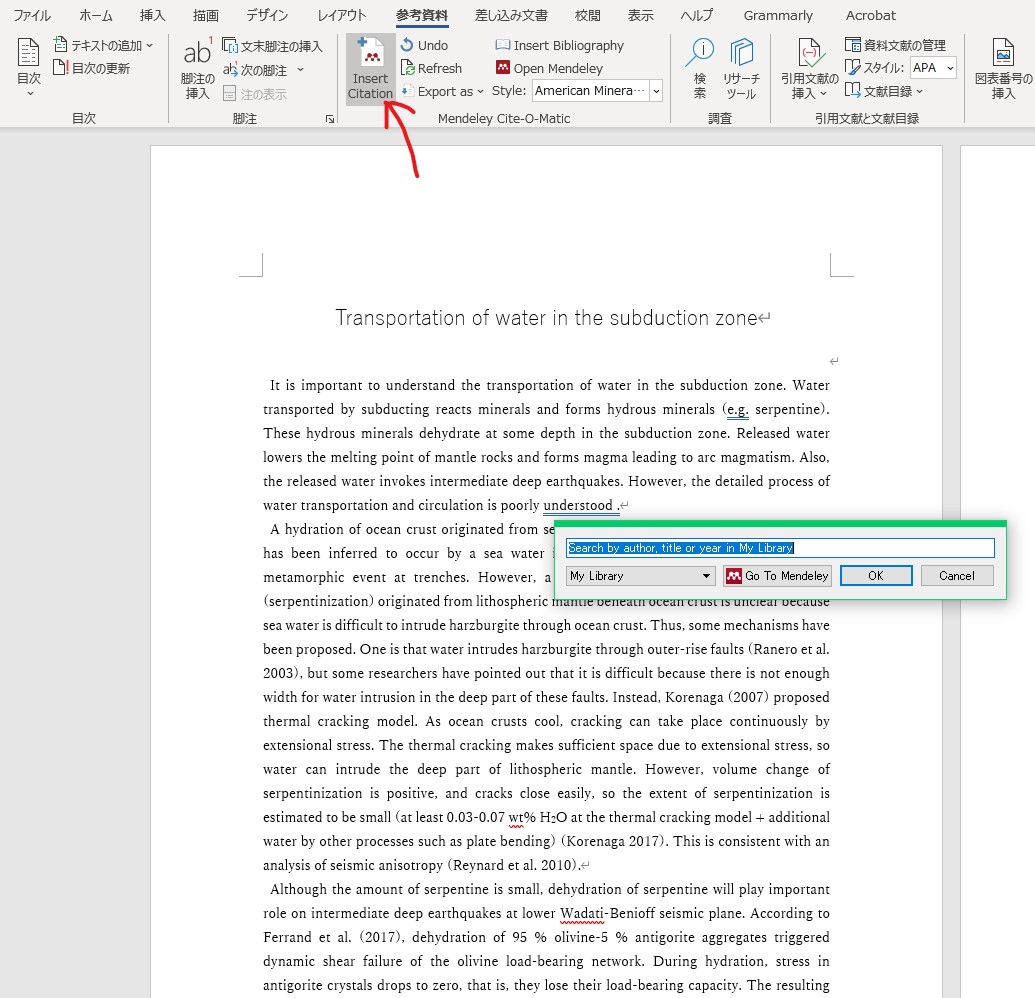 ファイル ホーム 挿入 描画 デザイン レイアウト 参考資料 差し込み文書 校閲 表示 ヘルプ Grammarly Acrobat
目次
テキストの追加
目次の更新
目次
ab1
脚注の
挿入
文末脚注の挿入
次の脚注
注の表示
脚注
Insert
Citation
Undo
Refresh
Export as
Insert Bibliography
Open Mendeley
Style: American Minera…
Mendeley Cite-O-Matic
検
索
リサーチ
ツール
調査
引用文献の
挿入
資料文献の管理
スタイル: APA
文献目録
引用文献と文献目録
図表番号の
挿入
Transportation of water in the subduction zone↵
↵
It is important to understand the transportation of water in the subduction zone. Water
transported by subducting reacts minerals and forms hydrous minerals (e.g. serpentine).
These hydrous minerals dehydrate at some depth in the subduction zone. Released water
lowers the melting point of mantle rocks and forms magma leading to arc magmatism. Also,
the released water invokes intermediate deep earthquakes. However, the detailed process of
water transportation and circulation is poorly understood .↵
A hydration of ocean crust originated from se
has been inferred to occur by a sea water i
metamorphic event at trenches. However, a
(serpentinization) originated from lithospheric mantle beneath ocean crust is unclear because
sea water is difficult to intrude harzburgite through ocean crust. Thus, some mechanisms have
been proposed. One is that water intrudes harzburgite through outer-rise faults (Ranero et al.
2003), but some researchers have pointed out that it is difficult because there is not enough
width for water intrusion in the deep part of these faults. Instead, Korenaga (2007) proposed
thermal cracking model. As ocean crusts cool, cracking can take place continuously by
extensional stress. The thermal cracking makes sufficient space due to extensional stress, so
water can intrude the deep part of lithospheric mantle. However, volume change of
serpentinization is positive, and cracks close easily, so the extent of serpentinization is
estimated to be small (at least 0.03-0.07 wt% H₂O at the thermal cracking model + additional
water by other processes such as plate bending) (Korenaga 2017). This is consistent with an
analysis of seismic anisotropy (Reynard et al. 2010).↵
Although the amount of serpentine is small, dehydration of serpentine will play important
role on intermediate deep earthquakes at lower Wadati-Benioff seismic plane. According to
Ferrand et al. (2017), dehydration of 95 % olivine-5 % antigorite aggregates triggered
dynamic shear failure of the olivine load-bearing network. During hydration, stress in
antigorite crystals drops to zero, that is, they lose their load-bearing capacity. The resulting
Search by author, title or year in My Library
My Library Go To Mendeley OK Cancel